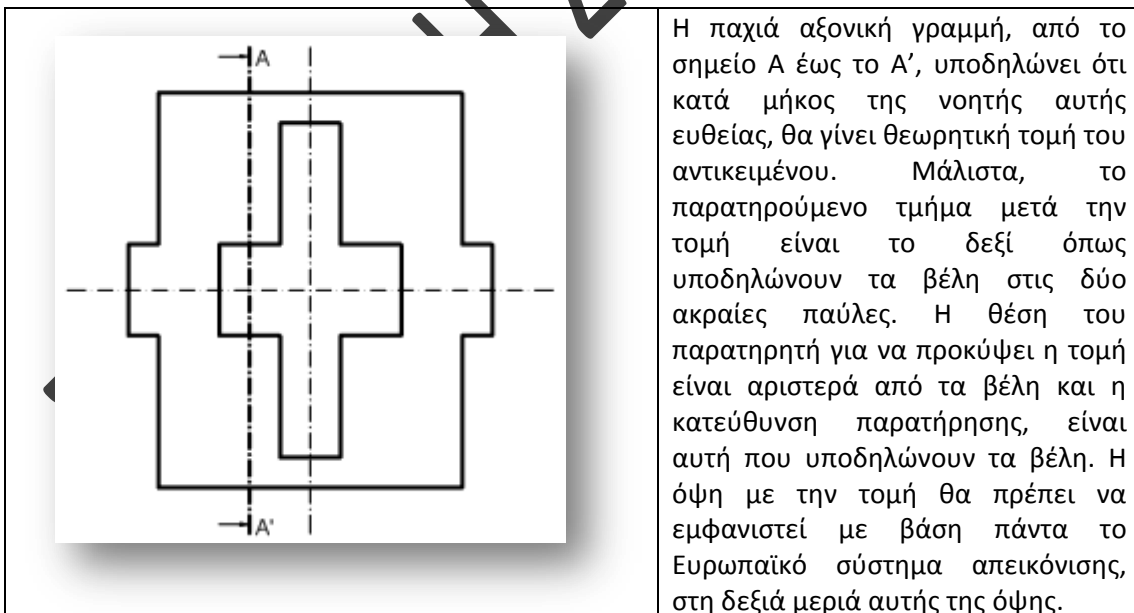 A
A'
Η παχιά αξονική γραμμή, από το
σημείο Α έως το Α’, υποδηλώνει ότι
κατά μήκος της νοητής αυτής
ευθείας, θα γίνει θεωρητική τομή του
αντικειμένου. Μάλιστα, το
παρατηρούμενο τμήμα μετά την
τομή είναι το δεξί όπως
υποδηλώνουν τα βέλη στις δύο
ακραίες παύλες. Η θέση του
παρατηρητή για να προκύψει η τομή
είναι αριστερά από τα βέλη και η
κατεύθυνση παρατήρησης, είναι
αυτή που υποδηλώνουν τα βέλη. Η
όψη με την τομή θα πρέπει να
εμφανιστεί με βάση πάντα το
Ευρωπαϊκό σύστημα απεικόνισης,
στη δεξιά μεριά αυτής της όψης.